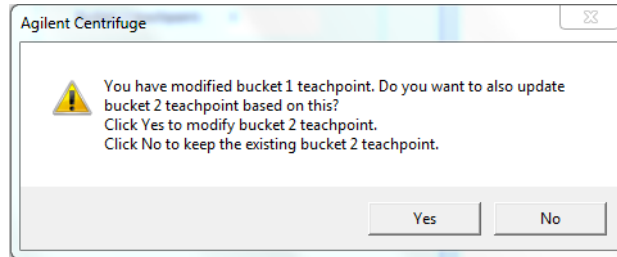 Agilent Centrifuge
You have modified bucket 1 teachpoint. Do you want to also update
bucket 2 teachpoint based on this?
Click Yes to modify bucket 2 teachpoint.
Click No to keep the existing bucket 2 teachpoint.
Yes
No